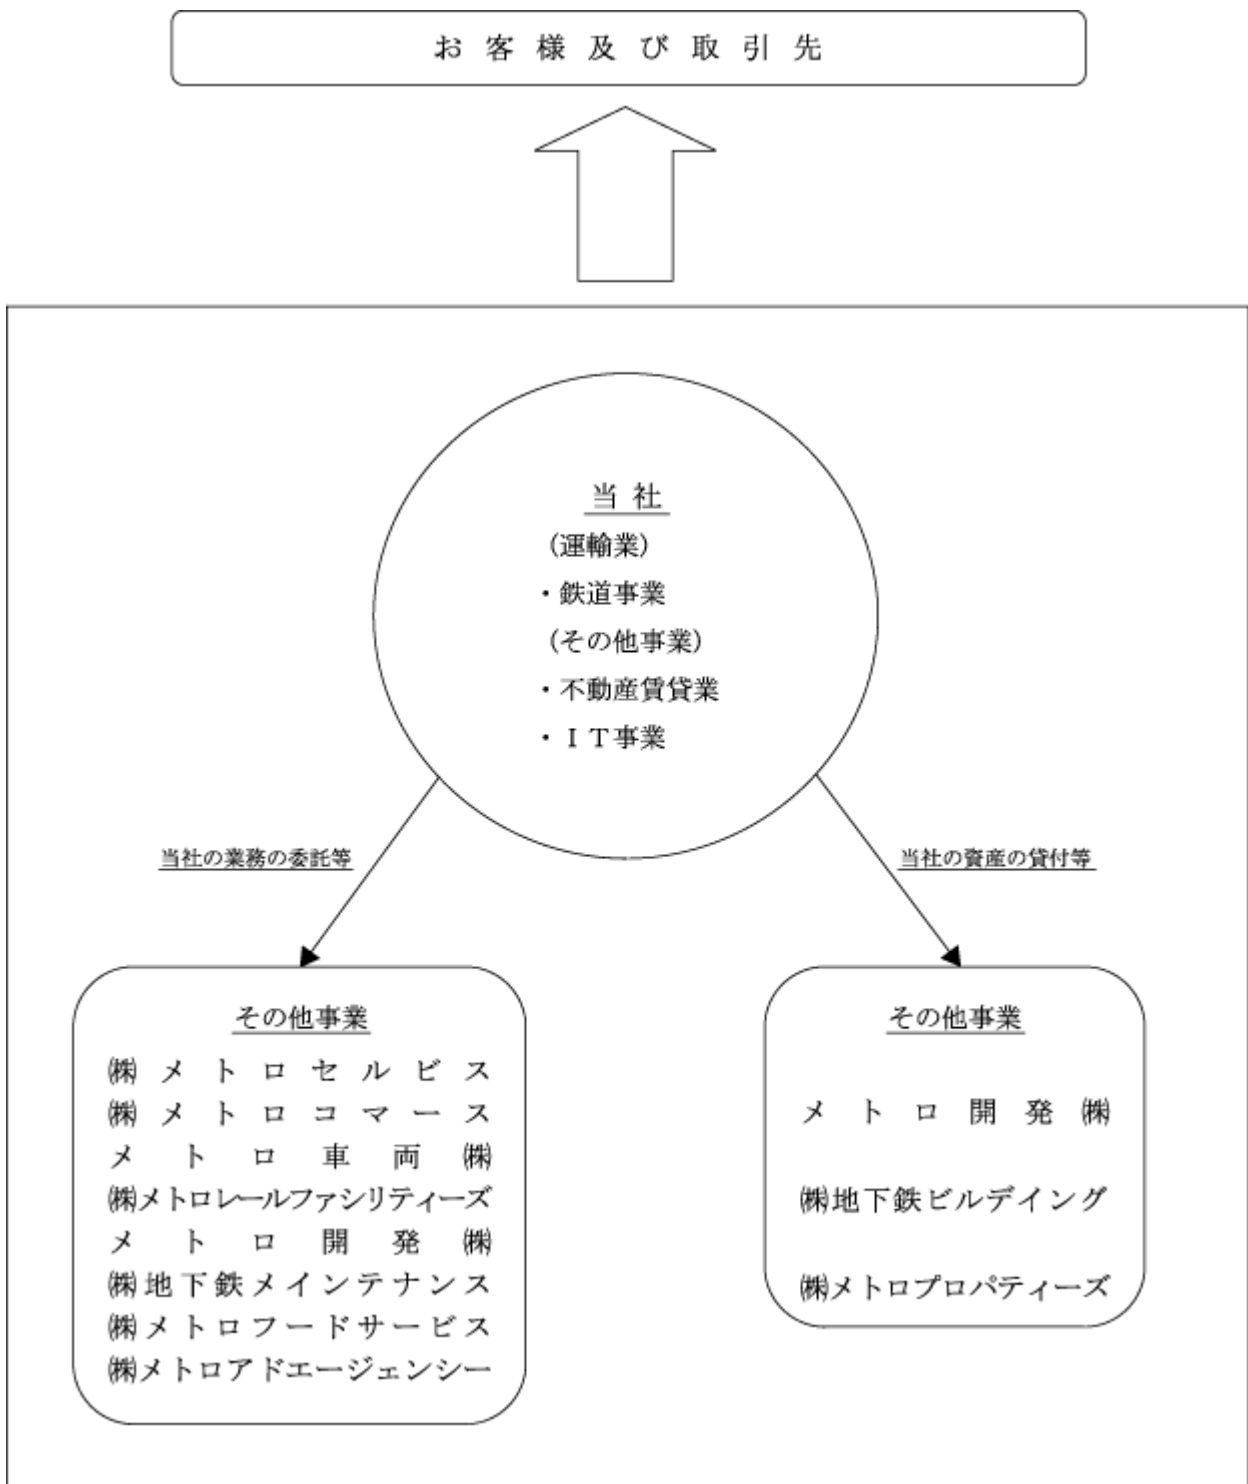 お客様及び取引先
当社
(運輸業)
・鉄道事業
(その他事業)
・不動産賃貸業
・ＩＴ事業
当社の業務の委託等
当社の資産の貸付等
その他事業
㈱メトロセルビス
㈱メトロコマース
メトロ車両㈱
㈱メトロレールファシリティーズ
メトロ開発㈱
㈱地下鉄メインテナンス
㈱メトロフードサービス
㈱メトロアドエージェンシー
その他事業
メトロ開発㈱
㈱地下鉄ビルデイング
㈱メトロプロパティーズ